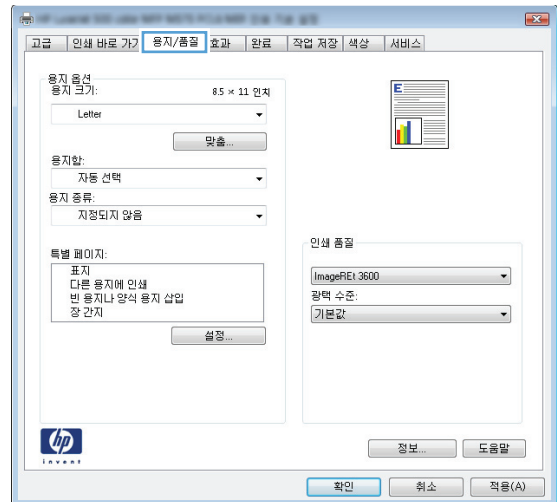 고급 인쇄 바로 가기 용지/품질 효과 완료 작업 저장 색상 서비스
용지 옵션
용지 크기: 8.5 × 11 인치
Letter
맞춤...
용지함:
자동 선택
용지 종류:
지정되지 않음
특별 페이지:
표지
다른 용지에 인쇄
빈 용지나 양식 용지 삽입
장 간지
설정...
E
인쇄 품질
ImageREt 3600
광택 수준:
기본값
hp
invent
정보... 도움말
확인 취소 적용(A)